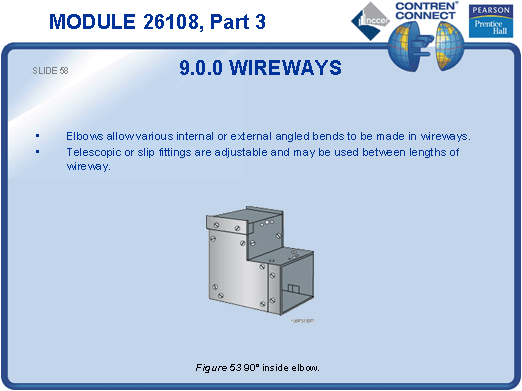 MODULE 26108, Part 3
nccer
CONTREN®
CONNECT
PEARSON
Prentice
Hall
SLIDE 58
9.0.0 WIREWAYS
• Elbows allow various internal or external angled bends to be made in wireways.
• Telescopic or slip fittings are adjustable and may be used between lengths of
wireway.
Figure 53 90° inside elbow.